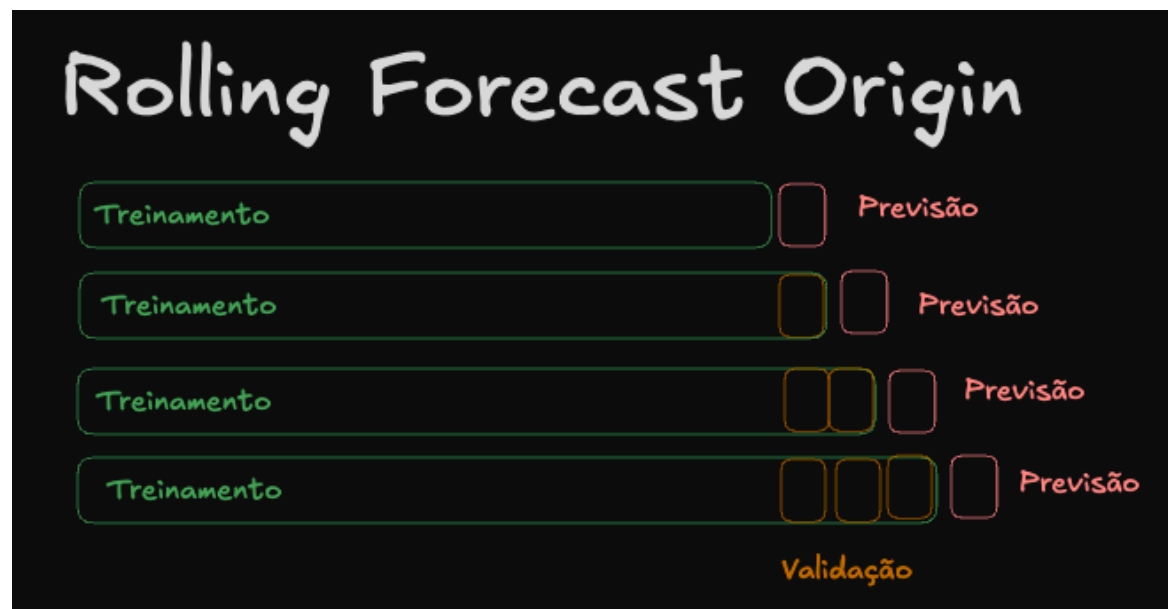 Rolling Forecast Origin
Treinamento
Previsão
Treinamento
Previsão
Treinamento
Previsão
Treinamento
Previsão
Validação